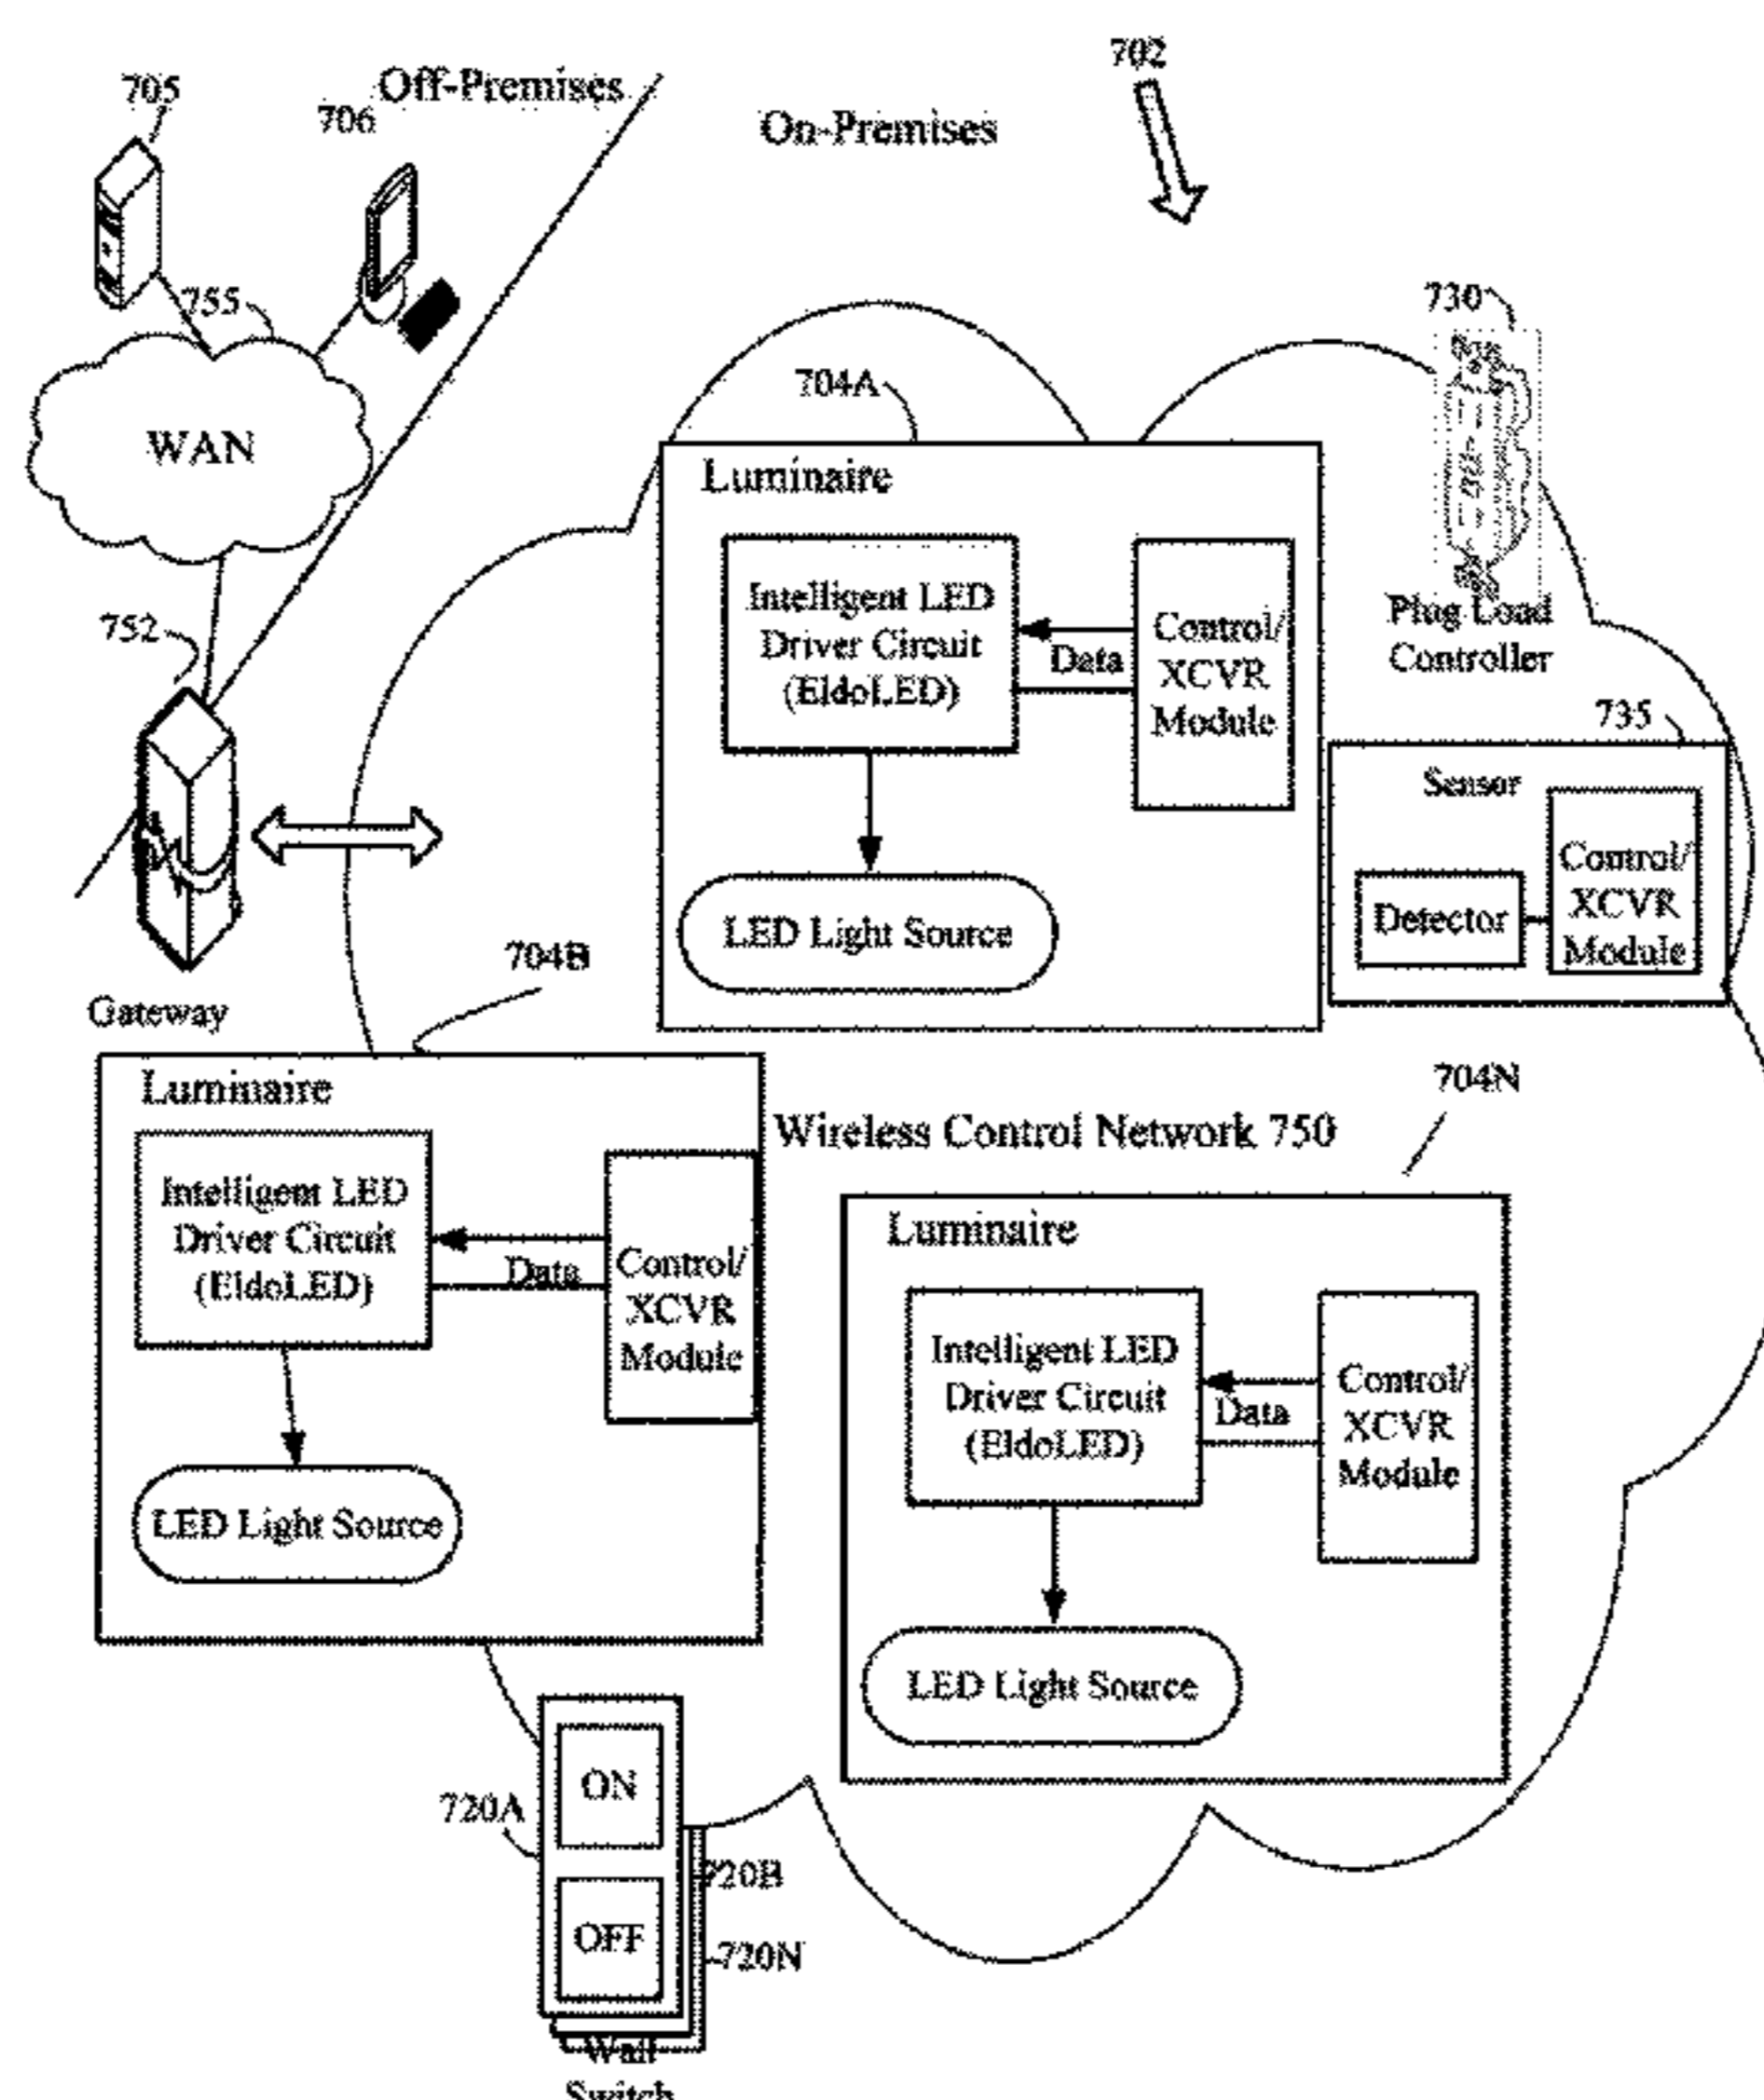 702
705
706
Off-Premises
On-Premises
755
730
704A
WAN
Luminaire
Intelligent LED
Driver Circuit
(EldoLED)
Data
Control/
XCVR
Module
LED Light Source
Plug Load
Controller
752
735
Sensor
Detector
Control/
XCVR
Module
Gateway
704B
Luminaire
Intelligent LED
Driver Circuit
(EldoLED)
Data
Control/
XCVR
Module
LED Light Source
Wireless Control Network 750
704N
Luminaire
Intelligent LED
Driver Circuit
(EldoLED)
Data
Control/
XCVR
Module
LED Light Source
720A
ON
OFF
720B
720N
Wall
Switch